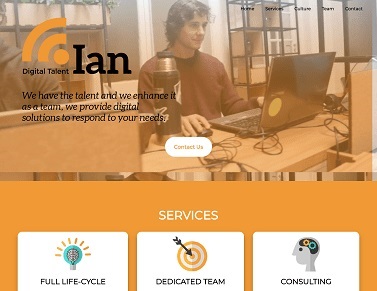 Home Services Culture Team Contact
Digital Talent Ian
We have the talent and we enhance it
as a team, we provide digital
solutions to respond to your needs.
Contact Us
SERVICES
FULL LIFE-CYCLE DEDICATED TEAM CONSULTING